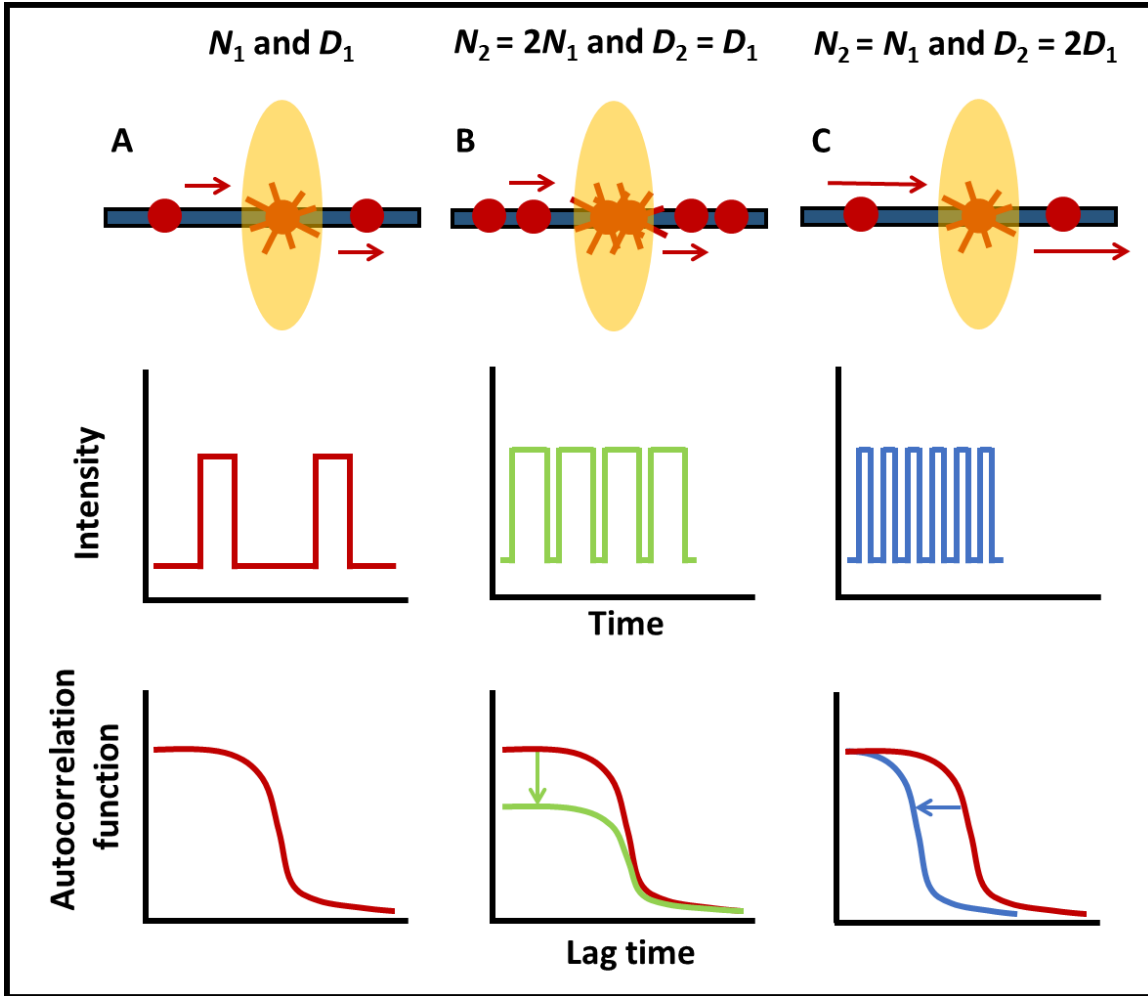 N₁ and D₁
N₂ = 2N₁ and D₂ = D₁
N₂ = N₁ and D₂ = 2D₁
A
B
C
Intensity
Time
Autocorrelation
function
Lag time